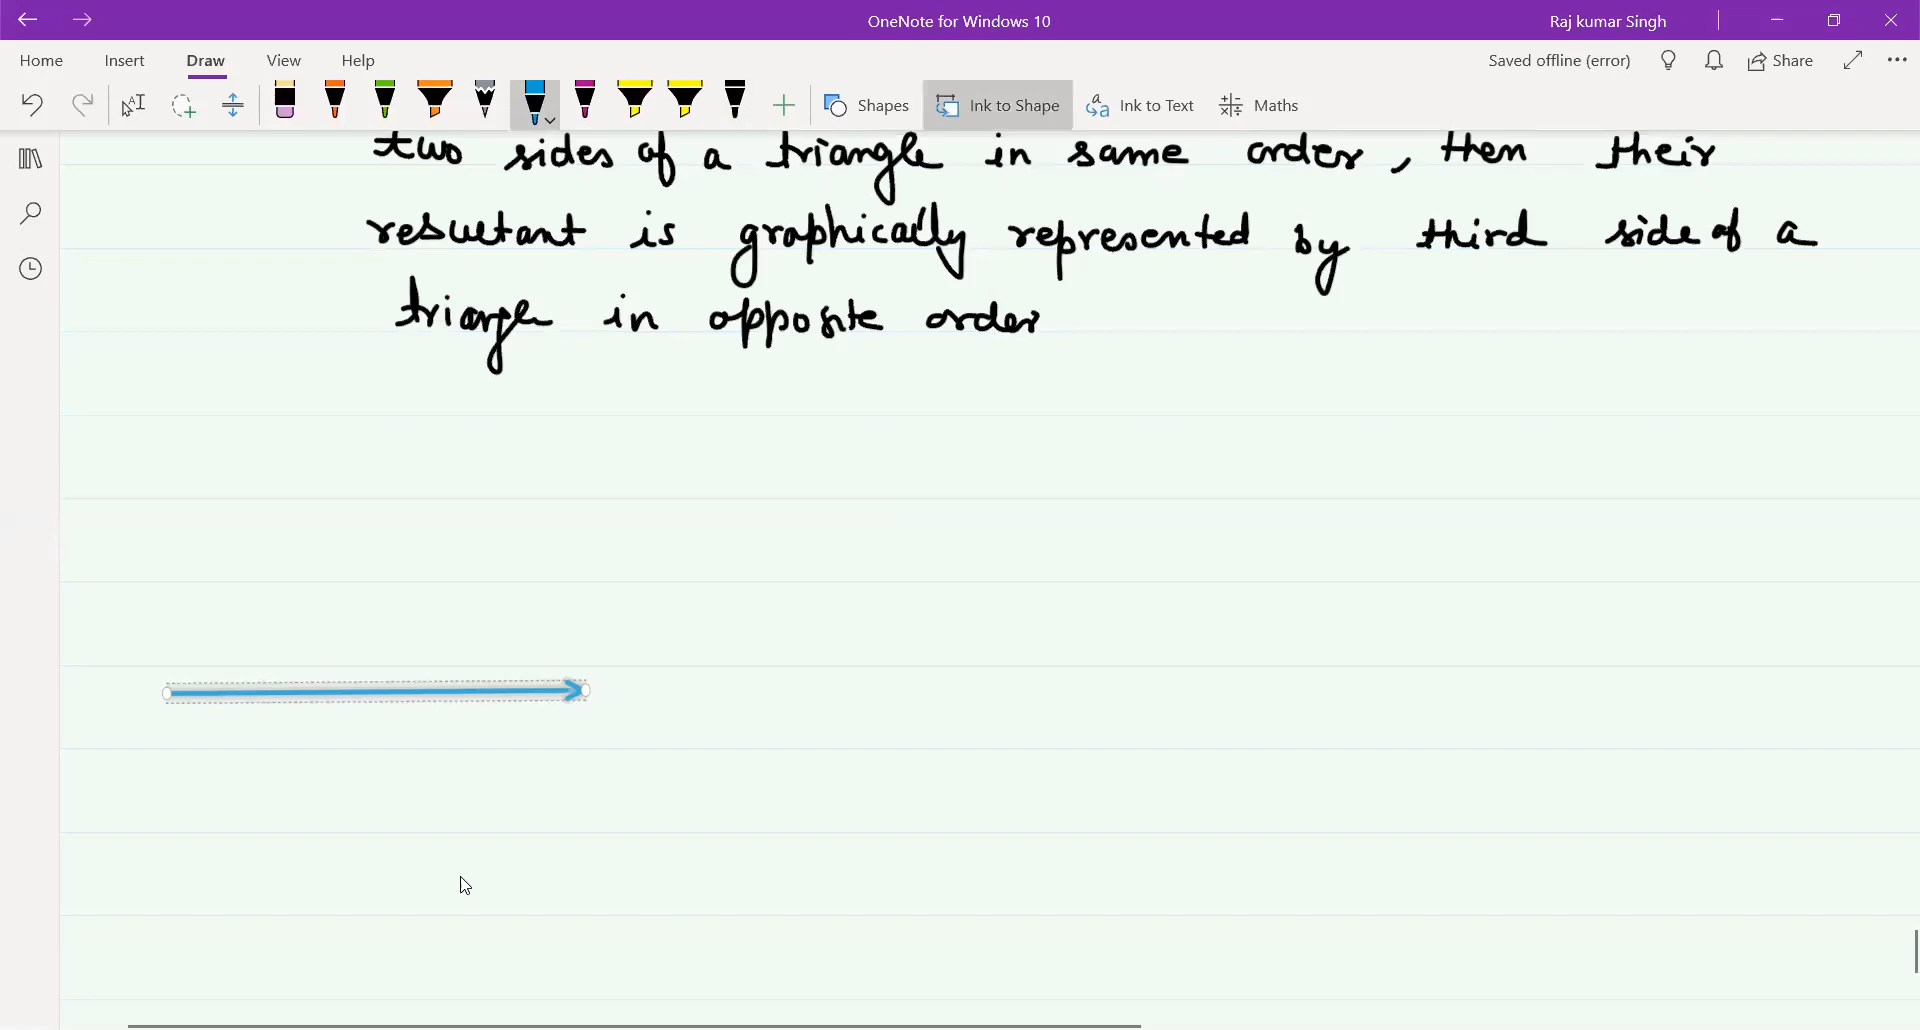 OneNote for Windows 10
Raj kumar Singh
Home Insert Draw View Help
Saved offline (error) Share
Shapes Ink to Shape Ink to Text Maths
two sides of a triangle in same order, then their
resultant is graphically represented by third side of a
triangle in opposite order